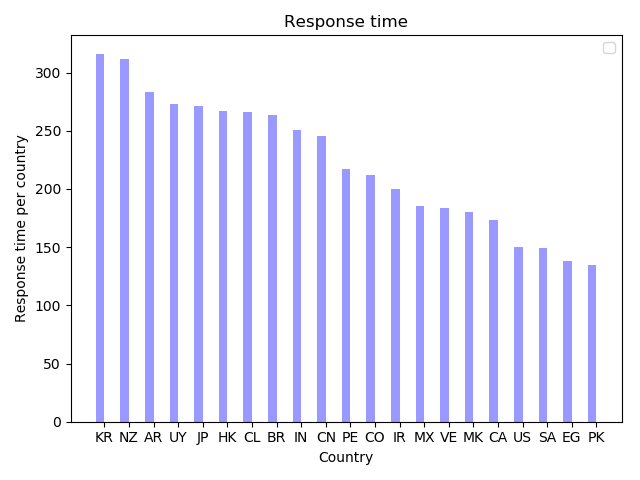 Response time
Response time per country
300
250
200
150
100
50
0
KR NZ AR UY JP HK CL BR IN CN PE CO IR MX VE MK CA US SA EG PK
Country